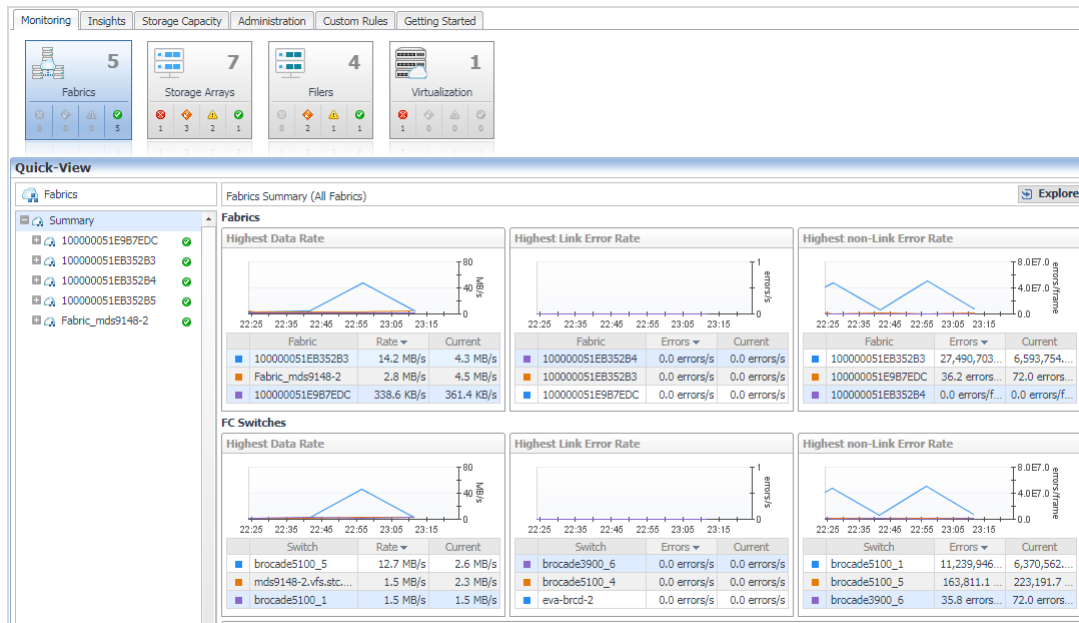 Monitoring Insights Storage Capacity Administration Custom Rules Getting Started
5 7 4 1
Fabrics Storage Arrays Filers Virtualization
0 0 0 5 1 3 2 1 0 2 1 1 1 0 0 0
Quick-View
Fabrics
Fabrics Summary (All Fabrics) Explore
Summary
100000051E9B7EDC
100000051EB352B3
100000051EB352B4
100000051EB352B5
Fabric_mds9148-2
Fabrics
Highest Data Rate
80
40
0
MB/s
22:25 22:35 22:45 22:55 23:05 23:15
Fabric Rate Current
100000051EB352B3 14.2 MB/s 4.3 MB/s
Fabric_mds9148-2 2.8 MB/s 4.5 MB/s
100000051E9B7EDC 338.6 KB/s 361.4 KB/s
Highest Link Error Rate
1
0
errors/s
22:25 22:35 22:45 22:55 23:05 23:15
Fabric Errors Current
100000051EB352B4 0.0 errors/s 0.0 errors/s
100000051EB352B3 0.0 errors/s 0.0 errors/s
100000051E9B7EDC 0.0 errors/s 0.0 errors/s
Highest non-Link Error Rate
8.0E7.0
4.0E7.0
0.0
errors/frame
22:25 22:35 22:45 22:55 23:05 23:15
Fabric Errors Current
100000051EB352B3 27,490,703... 6,593,754....
100000051E9B7EDC 36.2 errors... 72.0 errors...
100000051EB352B4 0.0 errors/f... 0.0 errors/f...
FC Switches
Highest Data Rate
80
40
0
MB/s
22:25 22:35 22:45 22:55 23:05 23:15
Switch Rate Current
brocade5100_5 12.7 MB/s 2.6 MB/s
mds9148-2.vfs.stc.... 1.5 MB/s 2.3 MB/s
brocade5100_1 1.5 MB/s 1.5 MB/s
Highest Link Error Rate
1
0
errors/s
22:25 22:35 22:45 22:55 23:05 23:15
Switch Errors Current
brocade3900_6 0.0 errors/s 0.0 errors/s
brocade5100_4 0.0 errors/s 0.0 errors/s
eva-brcd-2 0.0 errors/s 0.0 errors/s
Highest non-Link Error Rate
8.0E7.0
4.0E7.0
0.0
errors/frame
22:25 22:35 22:45 22:55 23:05 23:15
Switch Errors Current
brocade5100_1 11,239,946... 6,370,562....
brocade5100_5 163,811.1 ... 223,191.7 ...
brocade3900_6 35.8 errors... 72.0 errors...